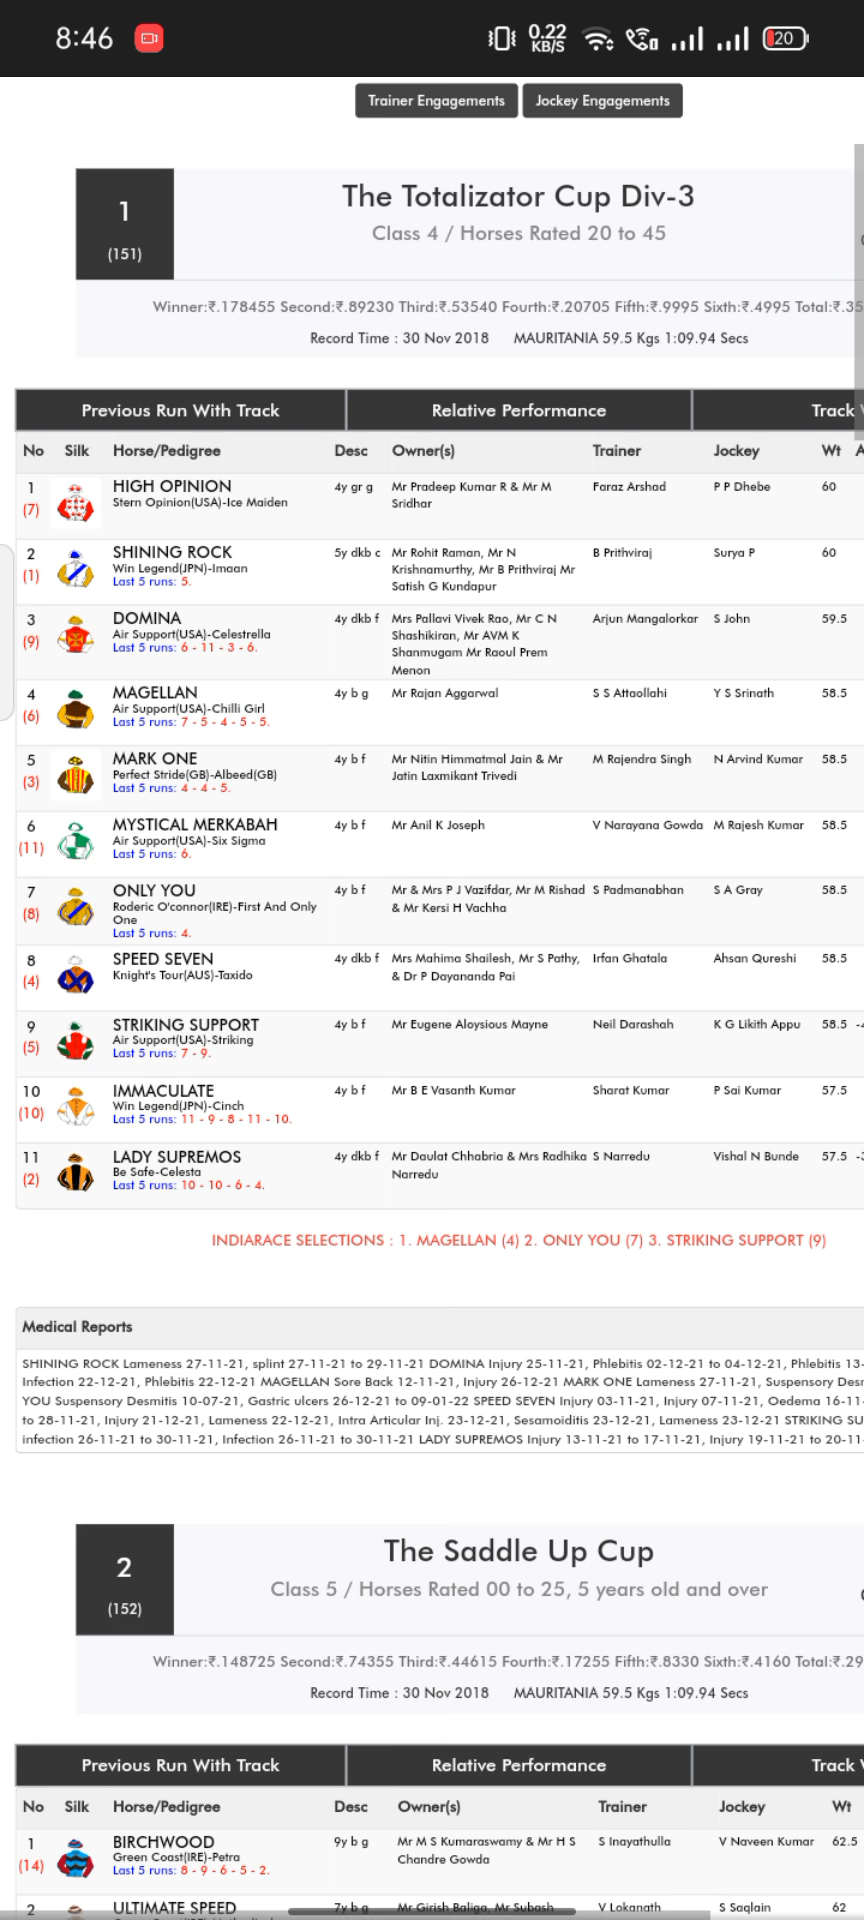 8:46 0.22 KB/S 20
Trainer Engagements Jockey Engagements
1
(151)
The Totalizator Cup Div-3
Class 4 / Horses Rated 20 to 45
Winner:₹.178455 Second:₹.89230 Third:₹.53540 Fourth:₹.20705 Fifth:₹.9995 Sixth:₹.4995 Total:₹.35
Record Time : 30 Nov 2018 MAURITANIA 59.5 Kgs 1:09.94 Secs
Previous Run With Track Relative Performance Track
No Silk Horse/Pedigree Desc Owner(s) Trainer Jockey Wt A
1 HIGH OPINION 4y gr g Mr Pradeep Kumar R & Mr M Faraz Arshad P P Dhebe 60
(7) Stern Opinion(USA)-Ice Maiden Sridhar
2 SHINING ROCK 5y dkb c Mr Rohit Raman, Mr N B Prithviraj Surya P 60
(1) Win Legend(JPN)-Imaan Krishnamurthy, Mr B Prithviraj Mr
Last 5 runs: 5. Satish G Kundapur
3 DOMINA 4y dkb f Mrs Pallavi Vivek Rao, Mr C N Arjun Mangalorkar S John 59.5
(9) Air Support(USA)-Celestrella Shashikiran, Mr AVM K
Last 5 runs: 6 - 11 - 3 - 6. Shanmugam Mr Raoul Prem
Menon
4 MAGELLAN 4y b g Mr Rajan Aggarwal S S Attaollahi Y S Srinath 58.5
(6) Air Support(USA)-Chilli Girl
Last 5 runs: 7 - 5 - 4 - 5 - 5.
5 MARK ONE 4y b f Mr Nitin Himmatmal Jain & Mr M Rajendra Singh N Arvind Kumar 58.5
(3) Perfect Stride(GB)-Albeed(GB) Jatin Laxmikant Trivedi
Last 5 runs: 4 - 4 - 5.
6 MYSTICAL MERKABAH 4y b f Mr Anil K Joseph V Narayana Gowda M Rajesh Kumar 58.5
(11) Air Support(USA)-Six Sigma
Last 5 runs: 6.
7 ONLY YOU 4y b f Mr & Mrs P J Vazifdar, Mr M Rishad S Padmanabhan S A Gray 58.5
(8) Roderic O'connor(IRE)-First And Only & Mr Kersi H Vachha
One
Last 5 runs: 4.
8 SPEED SEVEN 4y dkb f Mrs Mahima Shailesh, Mr S Pathy, Irfan Ghatala Ahsan Qureshi 58.5
(4) Knight's Tour(AUS)-Taxido & Dr P Dayananda Pai
9 STRIKING SUPPORT 4y b f Mr Eugene Aloysious Mayne Neil Darashah K G Likith Appu 58.5 -4
(5) Air Support(USA)-Striking
Last 5 runs: 7 - 9.
10 IMMACULATE 4y b f Mr B E Vasanth Kumar Sharat Kumar P Sai Kumar 57.5
(10) Win Legend(JPN)-Cinch
Last 5 runs: 11 - 9 - 8 - 11 - 10.
11 LADY SUPREMOS 4y dkb f Mr Daulat Chhabria & Mrs Radhika S Narredu Vishal N Bunde 57.5 -3
(2) Be Safe-Celesta Narredu
Last 5 runs: 10 - 10 - 6 - 4.
INDIARACE SELECTIONS : 1. MAGELLAN (4) 2. ONLY YOU (7) 3. STRIKING SUPPORT (9)
Medical Reports
SHINING ROCK Lameness 27-11-21, splint 27-11-21 to 29-11-21 DOMINA Injury 25-11-21, Phlebitis 02-12-21 to 04-12-21, Phlebitis 13-
Infection 22-12-21, Phlebitis 22-12-21 MAGELLAN Sore Back 12-11-21, Injury 26-12-21 MARK ONE Lameness 27-11-21, Suspensory Desr
YOU Suspensory Desmitis 10-07-21, Gastric ulcers 26-12-21 to 09-01-22 SPEED SEVEN Injury 03-11-21, Injury 07-11-21, Oedema 16-11-
to 28-11-21, Injury 21-12-21, Lameness 22-12-21, Intra Articular Inj. 23-12-21, Sesamoiditis 23-12-21, Lameness 23-12-21 STRIKING SU
infection 26-11-21 to 30-11-21, Infection 26-11-21 to 30-11-21 LADY SUPREMOS Injury 13-11-21 to 17-11-21, Injury 19-11-21 to 20-11-
2
(152)
The Saddle Up Cup
Class 5 / Horses Rated 00 to 25, 5 years old and over
Winner:₹.148725 Second:₹.74355 Third:₹.44615 Fourth:₹.17255 Fifth:₹.8330 Sixth:₹.4160 Total:₹.29
Record Time : 30 Nov 2018 MAURITANIA 59.5 Kgs 1:09.94 Secs
Previous Run With Track Relative Performance Track
No Silk Horse/Pedigree Desc Owner(s) Trainer Jockey Wt
1 BIRCHWOOD 9y b g Mr M S Kumaraswamy & Mr H S S Inayathulla V Naveen Kumar 62.5
(14) Green Coast(IRE)-Petra Chandre Gowda
Last 5 runs: 8 - 9 - 6 - 5 - 2.
2 ULTIMATE SPEED 7y b g Mr Girish Baliga, Mr Subash V Lokanath S Saqlain 62